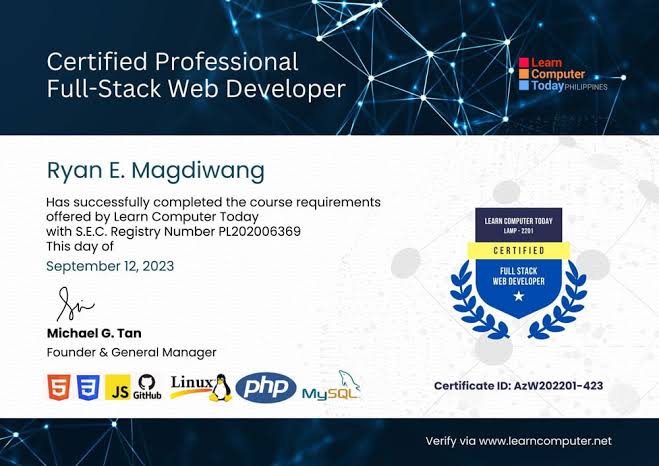 Certified Professional
Full-Stack Web Developer
Learn
Computer
Today PHILIPPINES
Ryan E. Magdiwang
Has successfully completed the course requirements
offered by Learn Computer Today
with S.E.C. Registry Number PL202006369
This day of
September 12, 2023
Michael G. Tan
Founder & General Manager
LEARN COMPUTER TODAY
LAMP - 2201
CERTIFIED
FULL STACK
WEB DEVELOPER
5 3 JS GitHub Linux php MySQL
Certificate ID: AzW202201-423
Verify via www.learncomputer.net